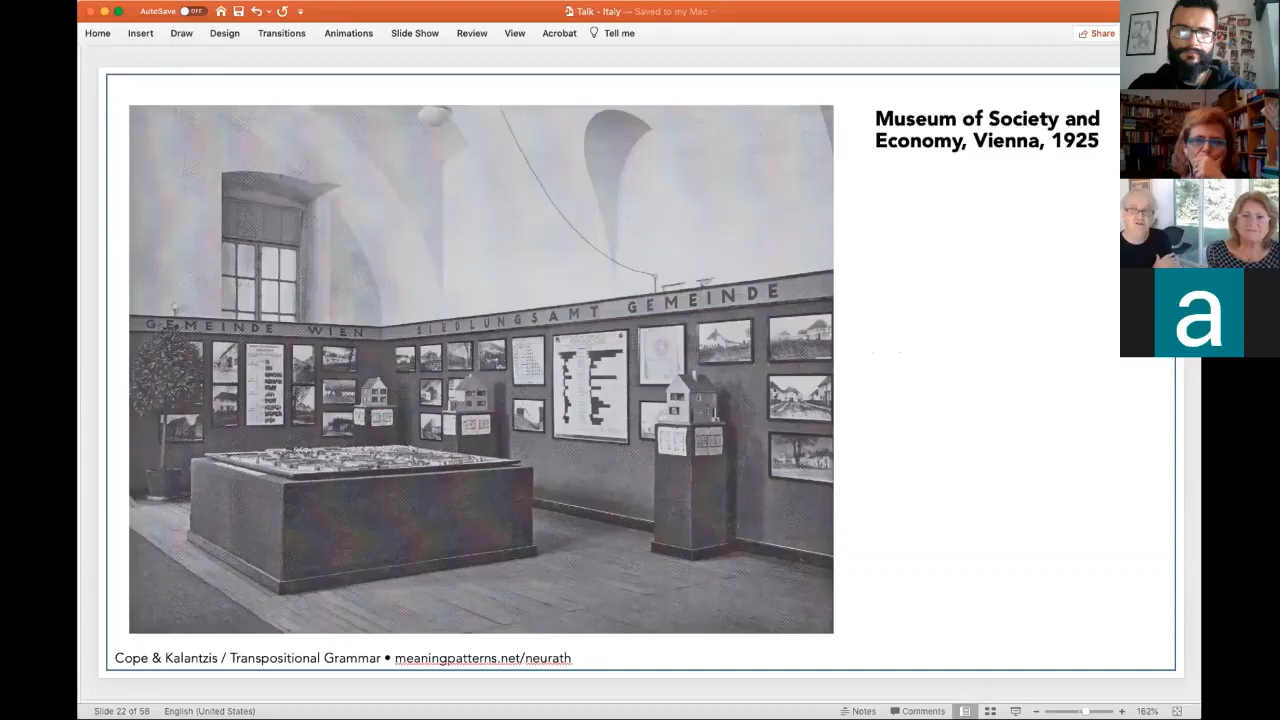 AutoSave OFF
Talk - Italy — Saved to my Mac
Home Insert Draw Design Transitions Animations Slide Show Review View Acrobat Tell me
Share
Museum of Society and
Economy, Vienna, 1925
GEMEINDE WIEN SIEDLUNGSAMT GEMEINDE
a
Cope & Kalantzis / Transpositional Grammar • meaningpatterns.net/neurath
Slide 22 of 58 English (United States) Notes Comments 162%